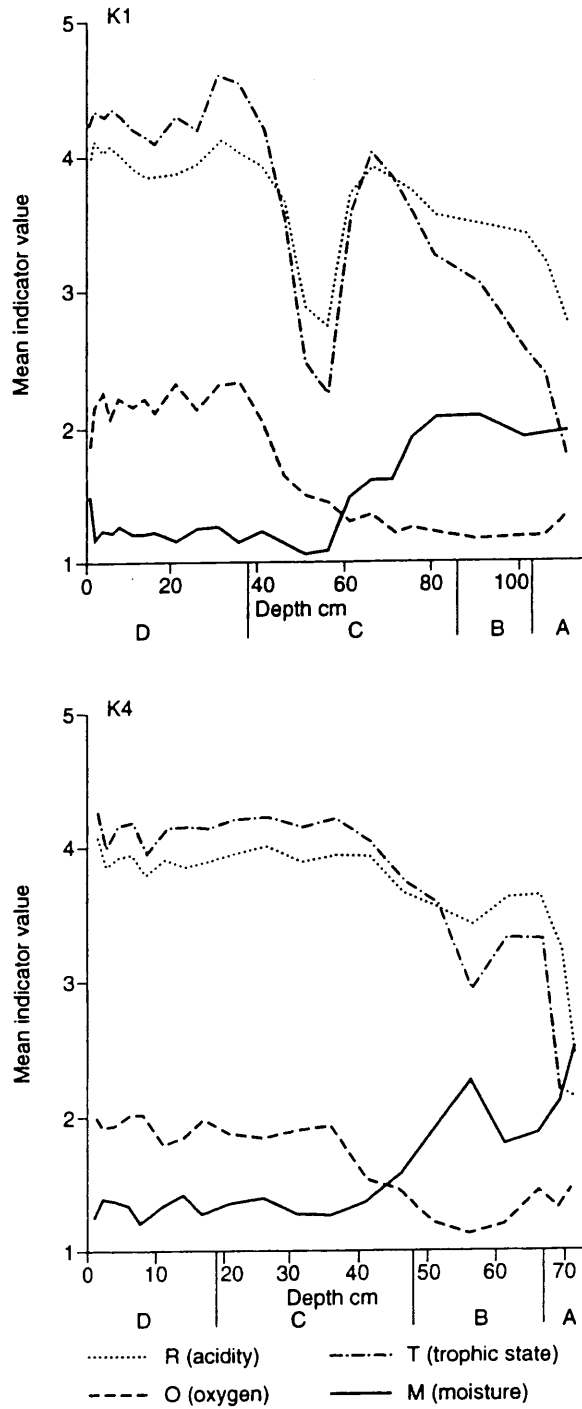 K1
5
4
3
2
1
Mean indicator value
0 20 40 60 80 100
Depth cm
D C B A
K4
5
4
3
2
1
Mean indicator value
0 10 20 30 40 50 60 70
Depth cm
D C B A
R (acidity) T (trophic state)
O (oxygen) M (moisture)